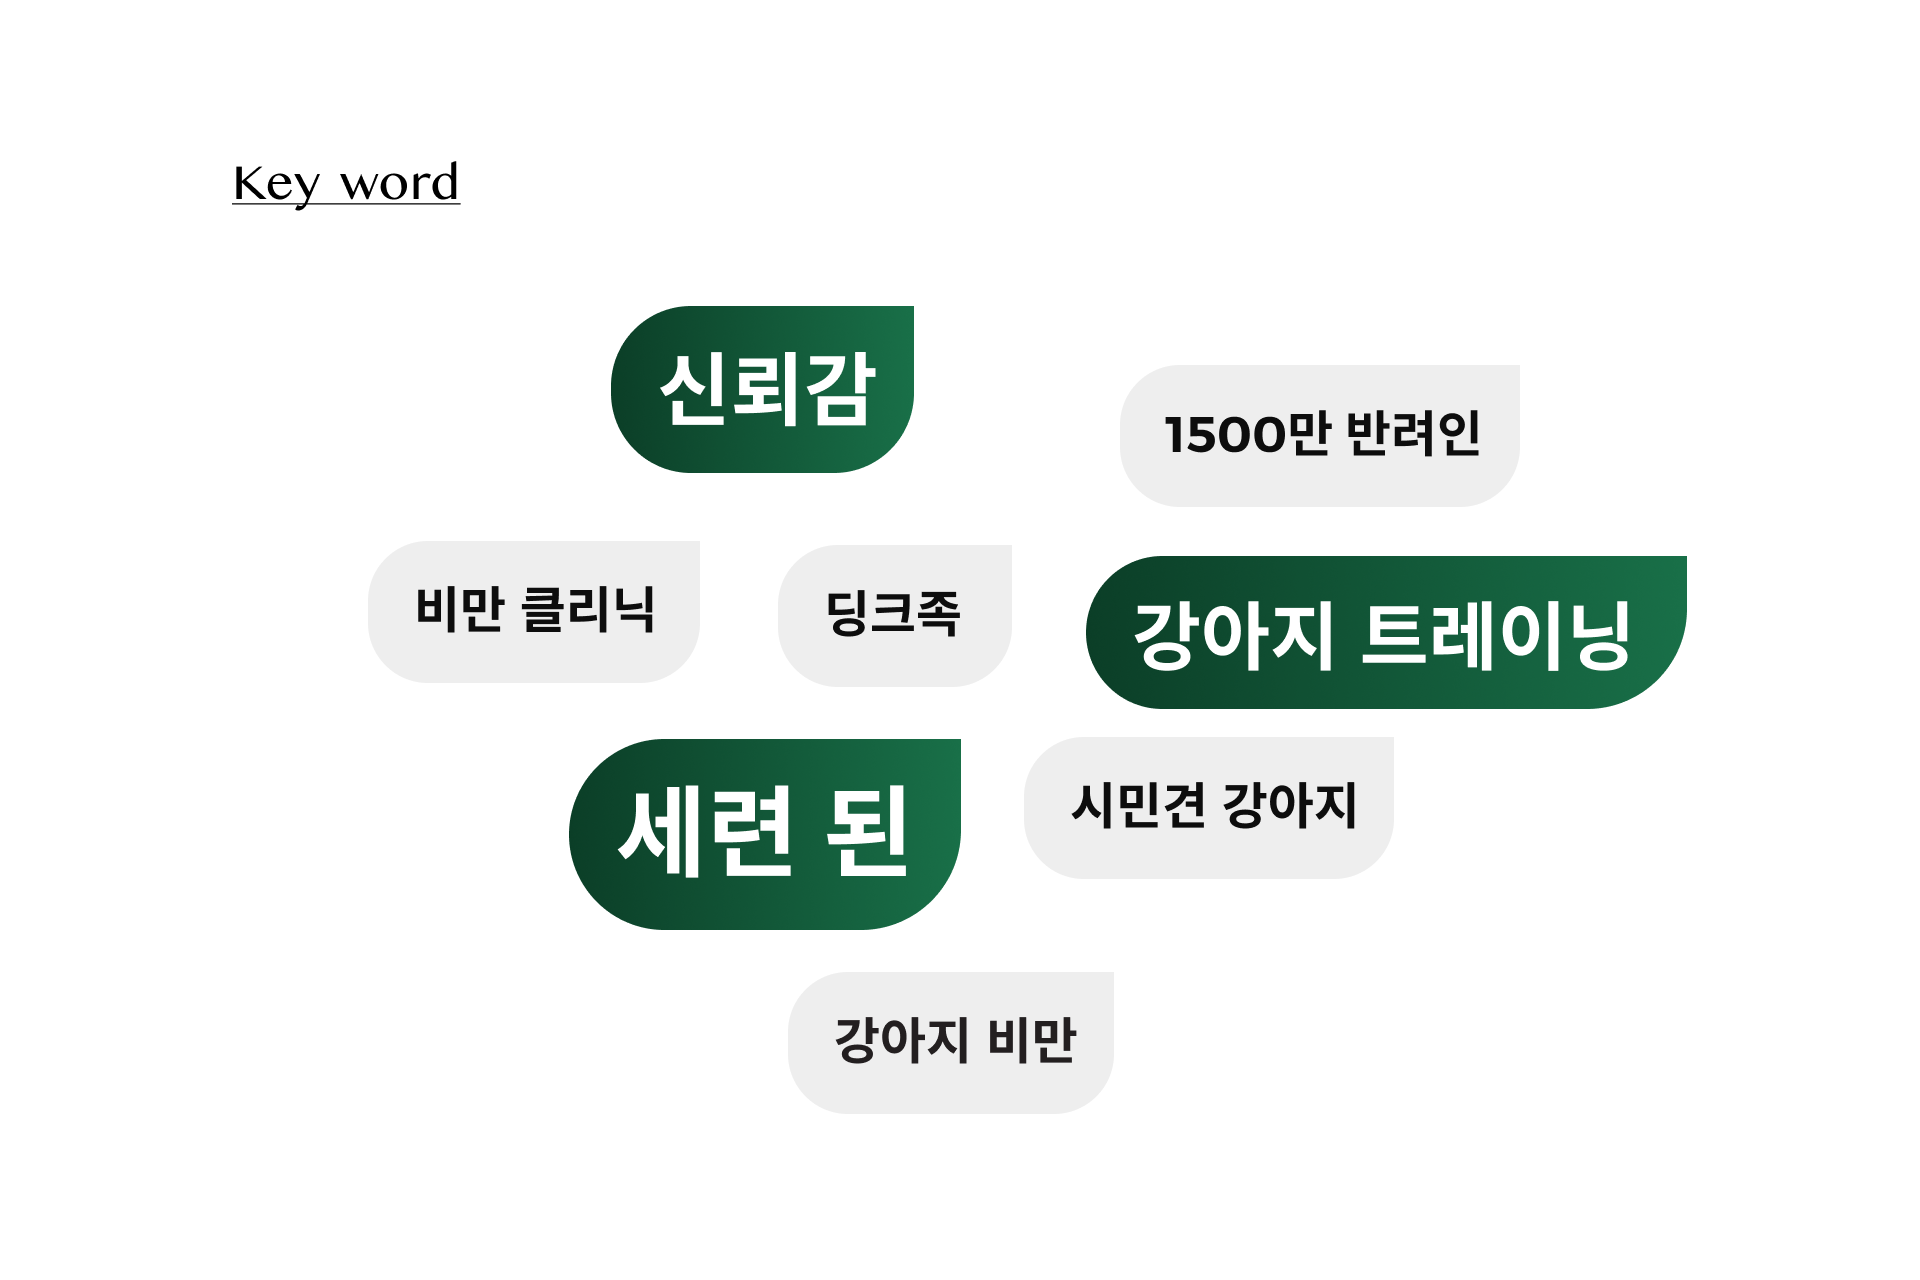 Key word
신뢰감
1500만 반려인
비만 클리닉
딩크족
강아지 트레이닝
세련 된
시민견 강아지
강아지 비만